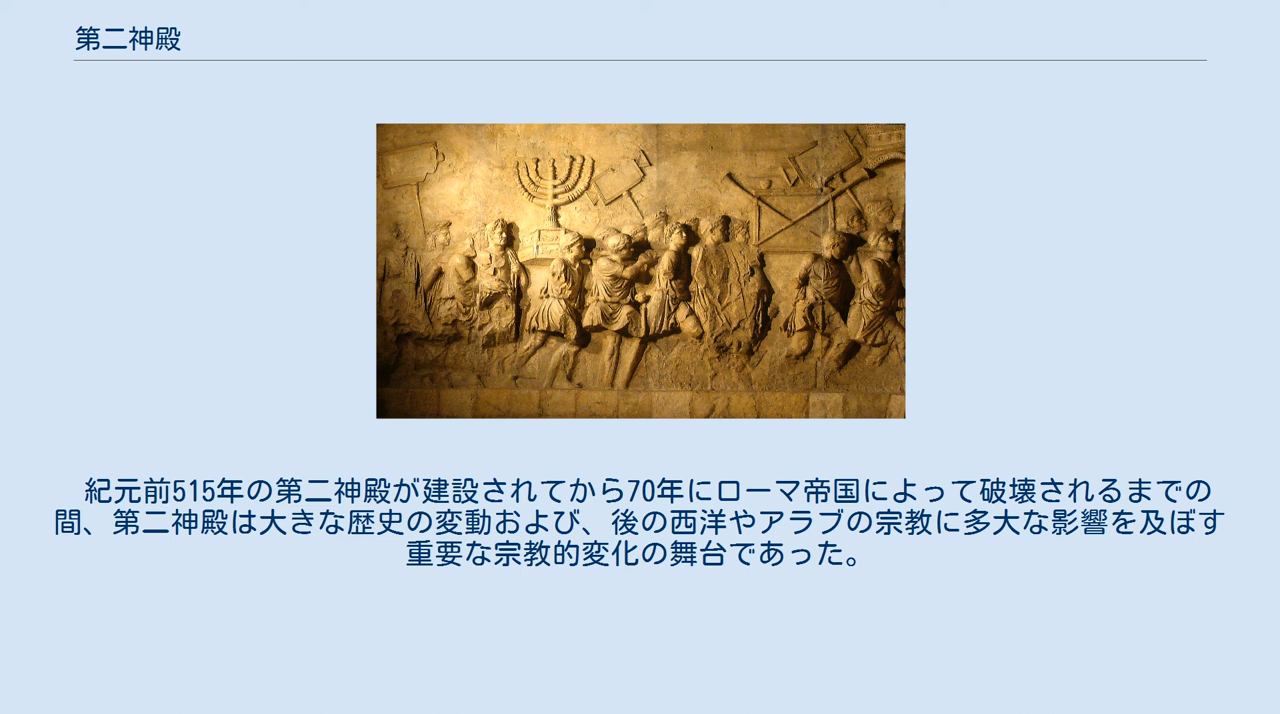 第二神殿
紀元前515年の第二神殿が建設されてから70年にローマ帝国によって破壊されるまでの
間、第二神殿は大きな歴史の変動および、後の西洋やアラブの宗教に多大な影響を及ぼす
重要な宗教的変化の舞台であった。